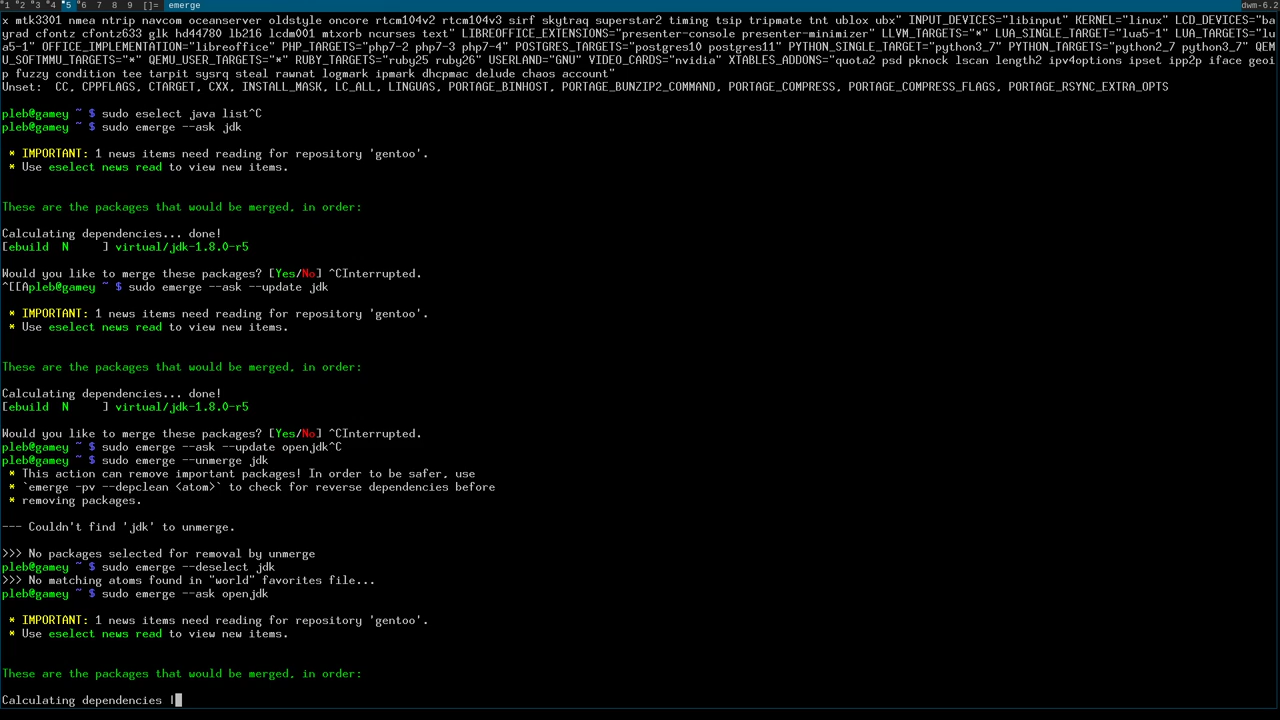 1 2 3 4 5 6 7 8 9 []= emerge dwm-6.2
x mtk3301 nmea ntrip navcom oceanserver oldstyle oncore rtcm104v2 rtcm104v3 sirf skytraq superstar2 timing tsip tripmate tnt ublox ubx" INPUT_DEVICES="libinput" KERNEL="linux" LCD_DEVICES="ba
yrad cfontz cfontz633 glk hd44780 lb216 lcdm001 mtxorb ncurses text" LIBREOFFICE_EXTENSIONS="presenter-console presenter-minimizer" LLVM_TARGETS="*" LUA_SINGLE_TARGET="lua5-1" LUA_TARGETS="lu
a5-1" OFFICE_IMPLEMENTATION="libreoffice" PHP_TARGETS="php7-2 php7-3 php7-4" POSTGRES_TARGETS="postgres10 postgres11" PYTHON_SINGLE_TARGET="python3_7" PYTHON_TARGETS="python2_7 python3_7" QEM
U_SOFTMMU_TARGETS="*" QEMU_USER_TARGETS="*" RUBY_TARGETS="ruby25 ruby26" USERLAND="GNU" VIDEO_CARDS="nvidia" XTABLES_ADDONS="quota2 psd pknock lscan length2 ipv4options ipset ipp2p iface geoi
p fuzzy condition tee tarpit sysrq steal rawnat logmark ipmark dhcpmac delude chaos account"
Unset:  CC, CPPFLAGS, CTARGET, CXX, INSTALL_MASK, LC_ALL, LINGUAS, PORTAGE_BINHOST, PORTAGE_BUNZIP2_COMMAND, PORTAGE_COMPRESS, PORTAGE_COMPRESS_FLAGS, PORTAGE_RSYNC_EXTRA_OPTS
pleb@gamey ~ $ sudo eselect java list^C
pleb@gamey ~ $ sudo emerge --ask jdk
* IMPORTANT: 1 news items need reading for repository 'gentoo'.
* Use eselect news read to view new items.
These are the packages that would be merged, in order:
Calculating dependencies... done!
[ebuild  N     ] virtual/jdk-1.8.0-r5
Would you like to merge these packages? [Yes/No] ^CInterrupted.
^[[Apleb@gamey ~ $ sudo emerge --ask --update jdk
* IMPORTANT: 1 news items need reading for repository 'gentoo'.
* Use eselect news read to view new items.
These are the packages that would be merged, in order:
Calculating dependencies... done!
[ebuild  N     ] virtual/jdk-1.8.0-r5
Would you like to merge these packages? [Yes/No] ^CInterrupted.
pleb@gamey ~ $ sudo emerge --ask --update openjdk^C
pleb@gamey ~ $ sudo emerge --unmerge jdk
* This action can remove important packages! In order to be safer, use
* `emerge -pv --depclean <atom>` to check for reverse dependencies before
* removing packages.
--- Couldn't find 'jdk' to unmerge.
>>> No packages selected for removal by unmerge
pleb@gamey ~ $ sudo emerge --deselect jdk
>>> No matching atoms found in "world" favorites file...
pleb@gamey ~ $ sudo emerge --ask openjdk
* IMPORTANT: 1 news items need reading for repository 'gentoo'.
* Use eselect news read to view new items.
These are the packages that would be merged, in order:
Calculating dependencies |